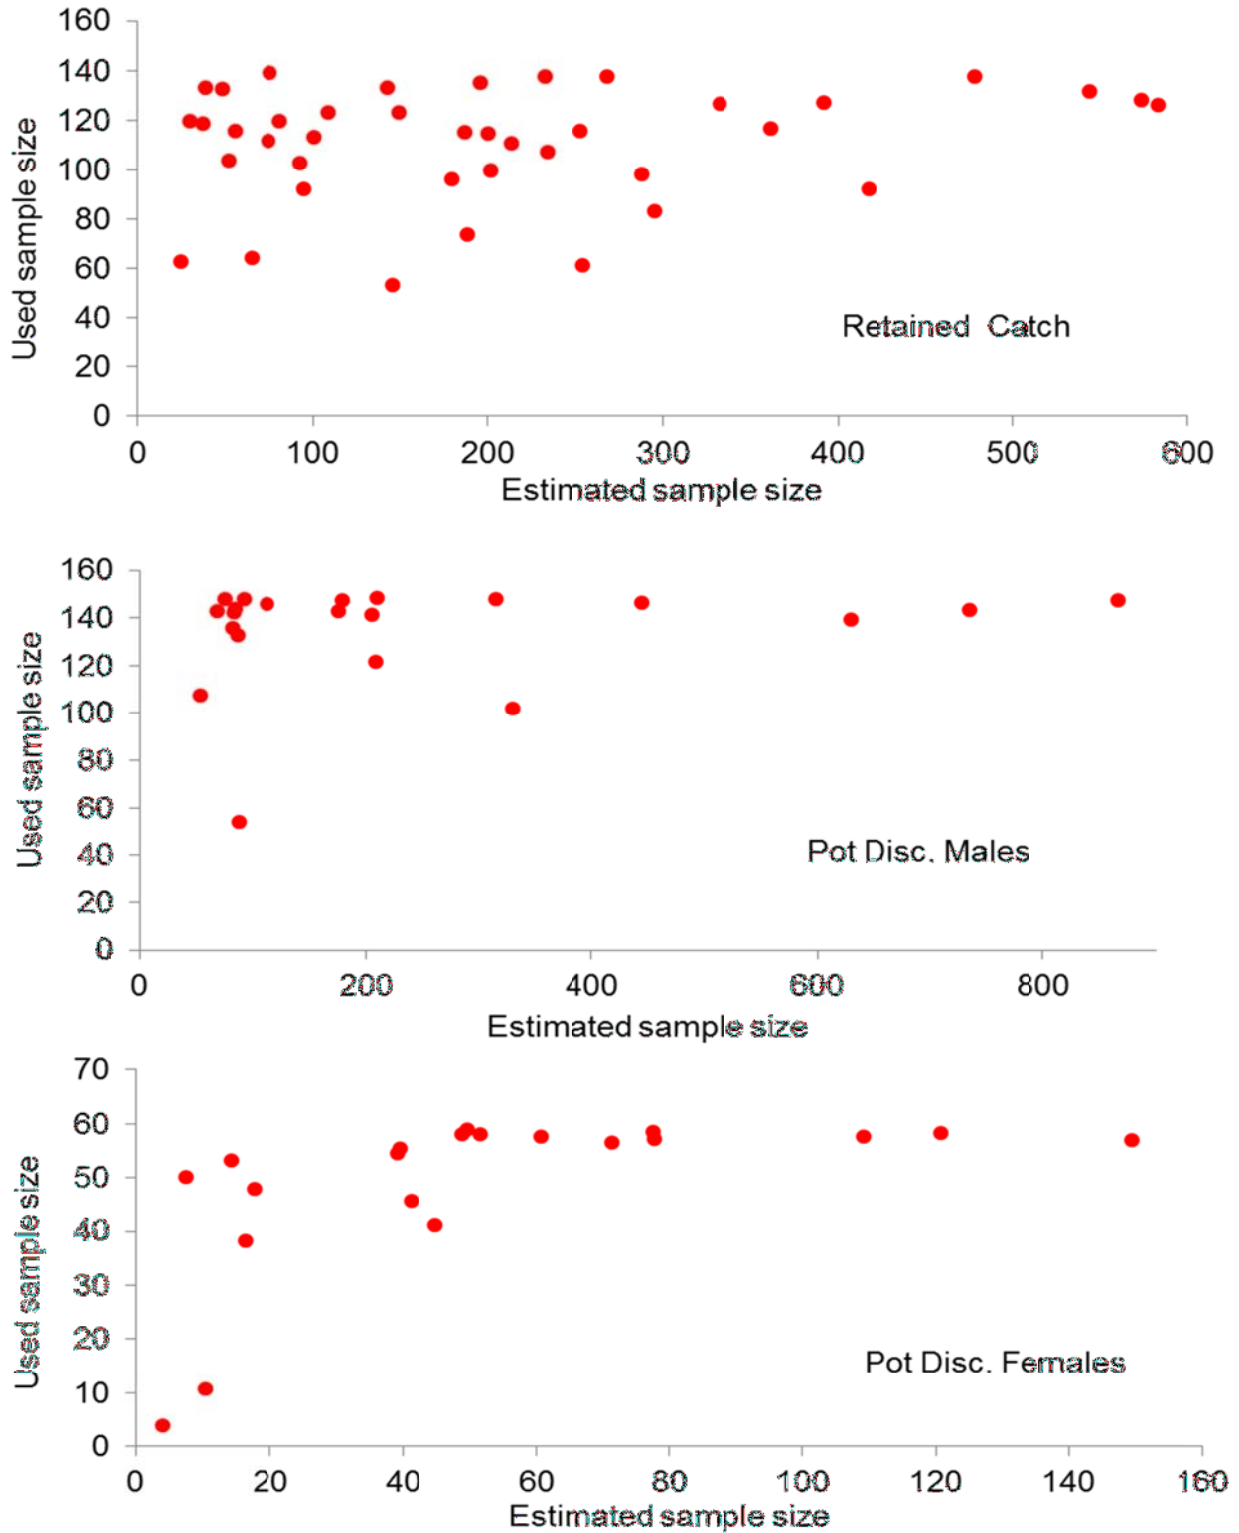 160
140
120
100
80
60
40
20
0
Used sample size
Retained Catch
0 100 200 300 400 500 600
Estimated sample size
160
140
120
100
80
60
40
20
0
Used sample size
Pot Disc. Males
0 200 400 600 800
Estimated sample size
70
60
50
40
30
20
10
0
Used sample size
Pot Disc. Females
0 20 40 60 80 100 120 140 160
Estimated sample size